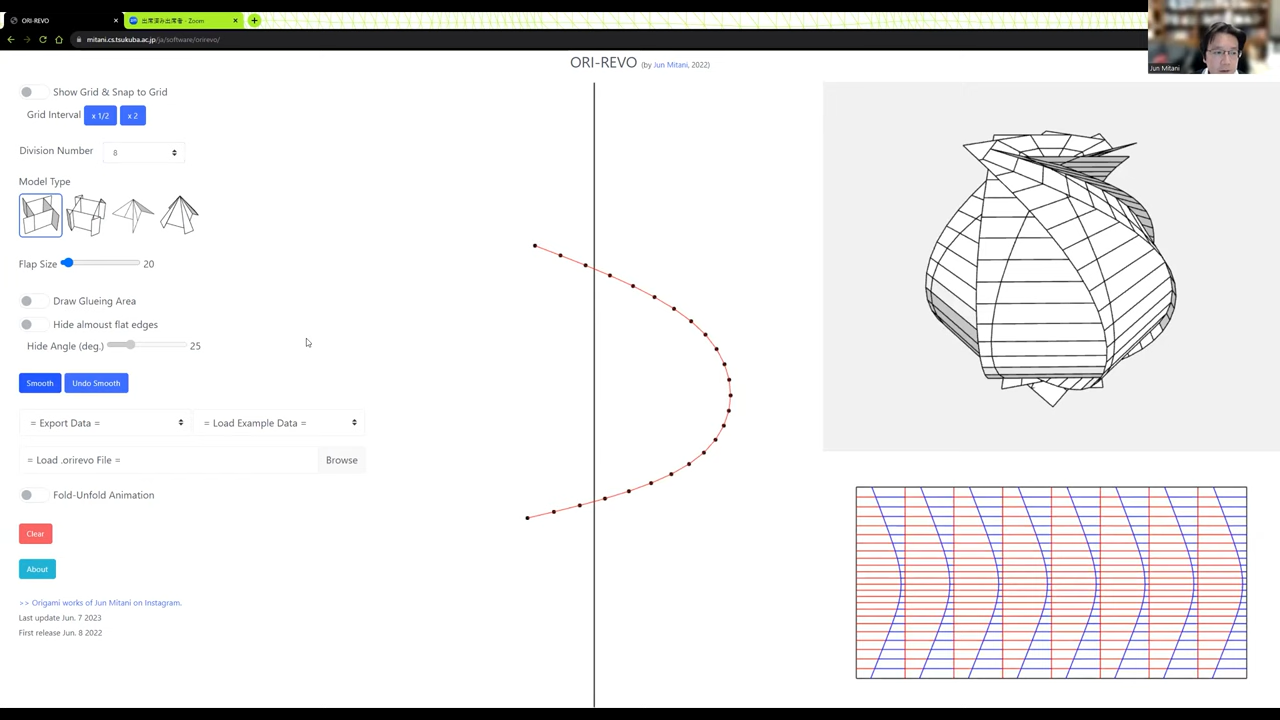 ORI-REVO
出席済み出席者 - Zoom
mitani.cs.tsukuba.ac.jp/ja/software/orirevo/
Jun Mitani
ORI-REVO (by Jun Mitani, 2022)
Show Grid & Snap to Grid
Grid Interval x 1/2 x 2
Division Number 8
Model Type
Flap Size 20
Draw Glueing Area
Hide almoust flat edges
Hide Angle (deg.) 25
Smooth Undo Smooth
= Export Data = = Load Example Data =
= Load .orirevo File = Browse
Fold-Unfold Animation
Clear
About
>> Origami works of Jun Mitani on Instagram.
Last update Jun. 7 2023
First release Jun. 8 2022